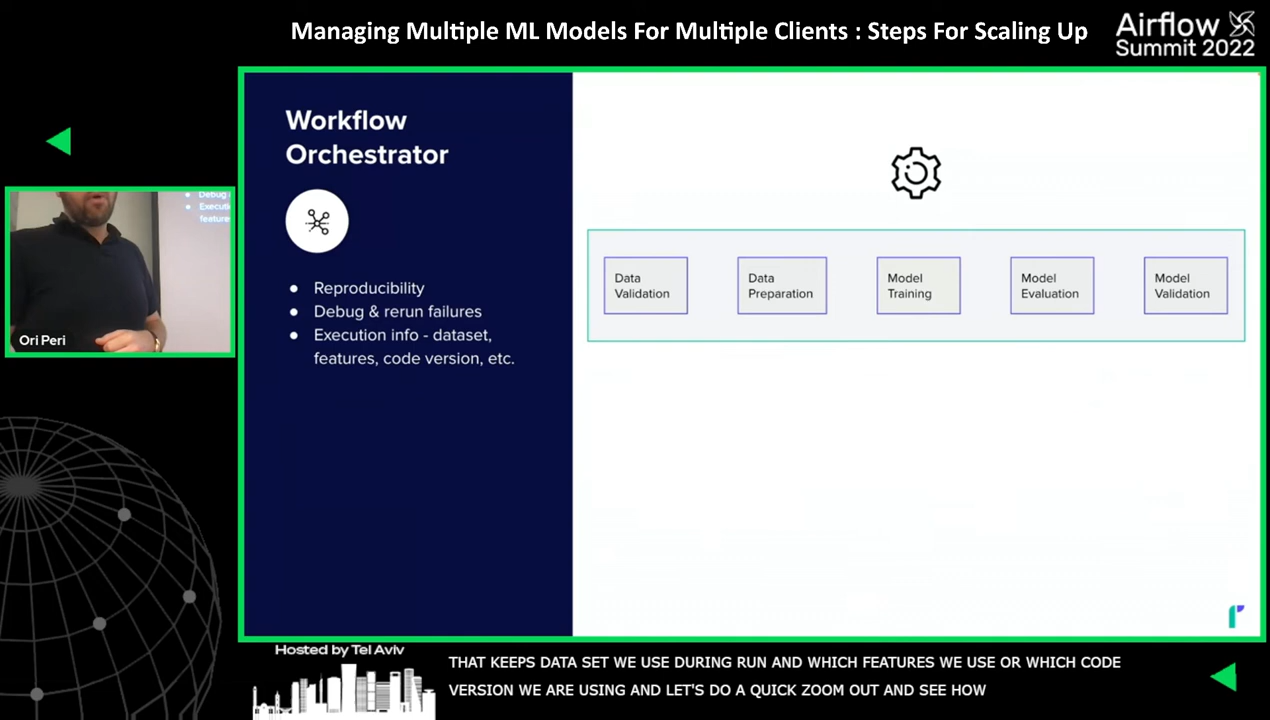 Managing Multiple ML Models For Multiple Clients : Steps For Scaling Up
Airflow
Summit 2022
Workflow
Orchestrator
● Reproducibility
● Debug & rerun failures
● Execution info - dataset,
features, code version, etc.
Data
Validation
Data
Preparation
Model
Training
Model
Evaluation
Model
Validation
Ori Peri
Hosted by Tel Aviv
THAT KEEPS DATA SET WE USE DURING RUN AND WHICH FEATURES WE USE OR WHICH CODE
VERSION WE ARE USING AND LET'S DO A QUICK ZOOM OUT AND SEE HOW